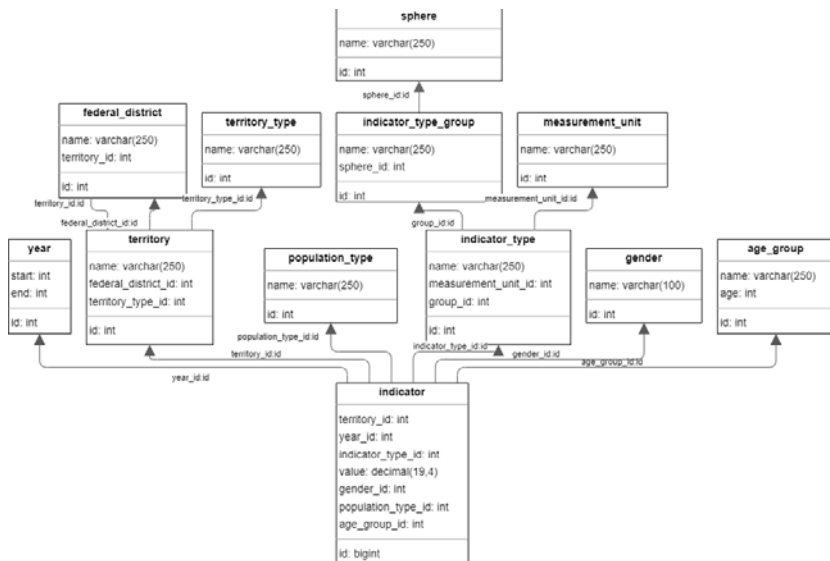 sphere
name: varchar(250)
id: int
sphere_id:id
federal_district
name: varchar(250)
territory_id: int
id: int
territory_type
name: varchar(250)
id: int
indicator_type_group
name: varchar(250)
sphere_id: int
id: int
measurement_unit
name: varchar(250)
id: int
territory_id:id
federal_district_id:id
territory_type_id:id
group_id:id
measurement_unit_id:id
year
start: int
end: int
id: int
territory
name: varchar(250)
federal_district_id: int
territory_type_id: int
id: int
population_type
name: varchar(250)
id: int
indicator_type
name: varchar(250)
measurement_unit_id: int
group_id: int
id: int
gender
name: varchar(100)
id: int
age_group
name: varchar(250)
age: int
id: int
year_id:id
territory_id:id
population_type_id:id
indicator_type_id:id
gender_id:id
age_group_id:id
indicator
territory_id: int
year_id: int
indicator_type_id: int
value: decimal(19,4)
gender_id: int
population_type_id: int
age_group_id: int
id: bigint